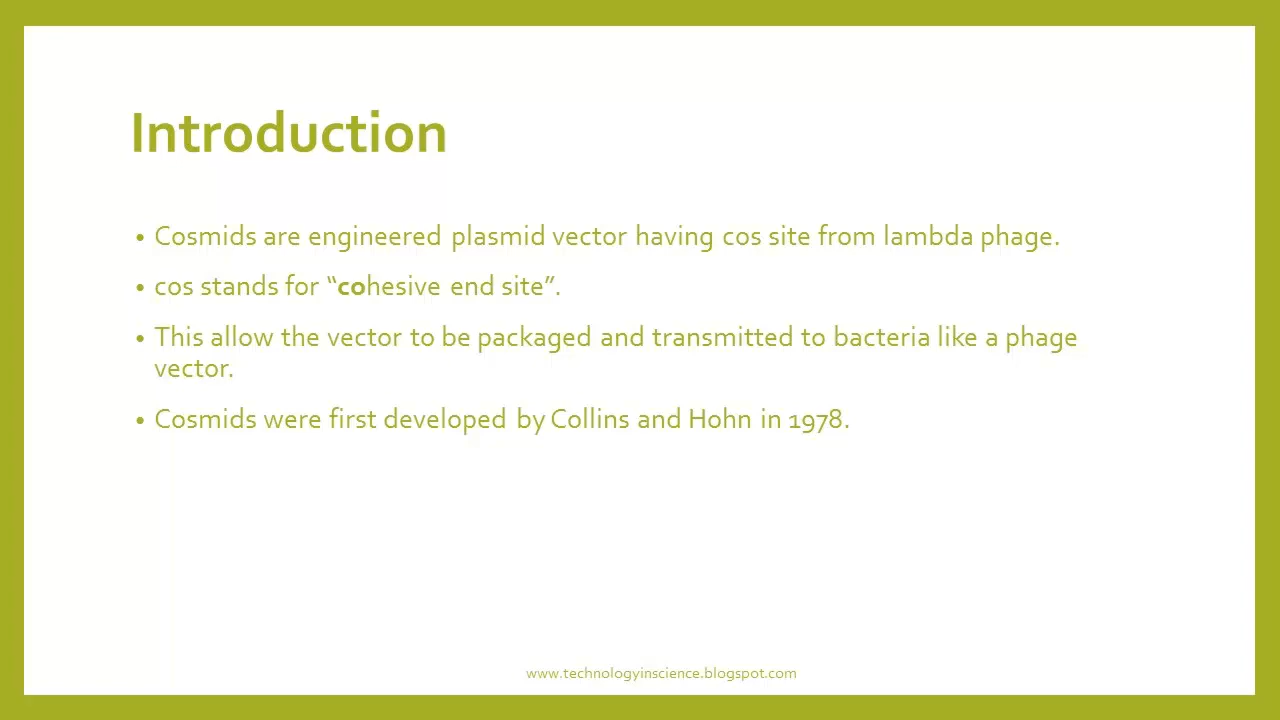 Introduction
• Cosmids are engineered plasmid vector having cos site from lambda phage.
• cos stands for “cohesive end site”.
• This allow the vector to be packaged and transmitted to bacteria like a phage
vector.
• Cosmids were first developed by Collins and Hohn in 1978.
www.technologyinscience.blogspot.com